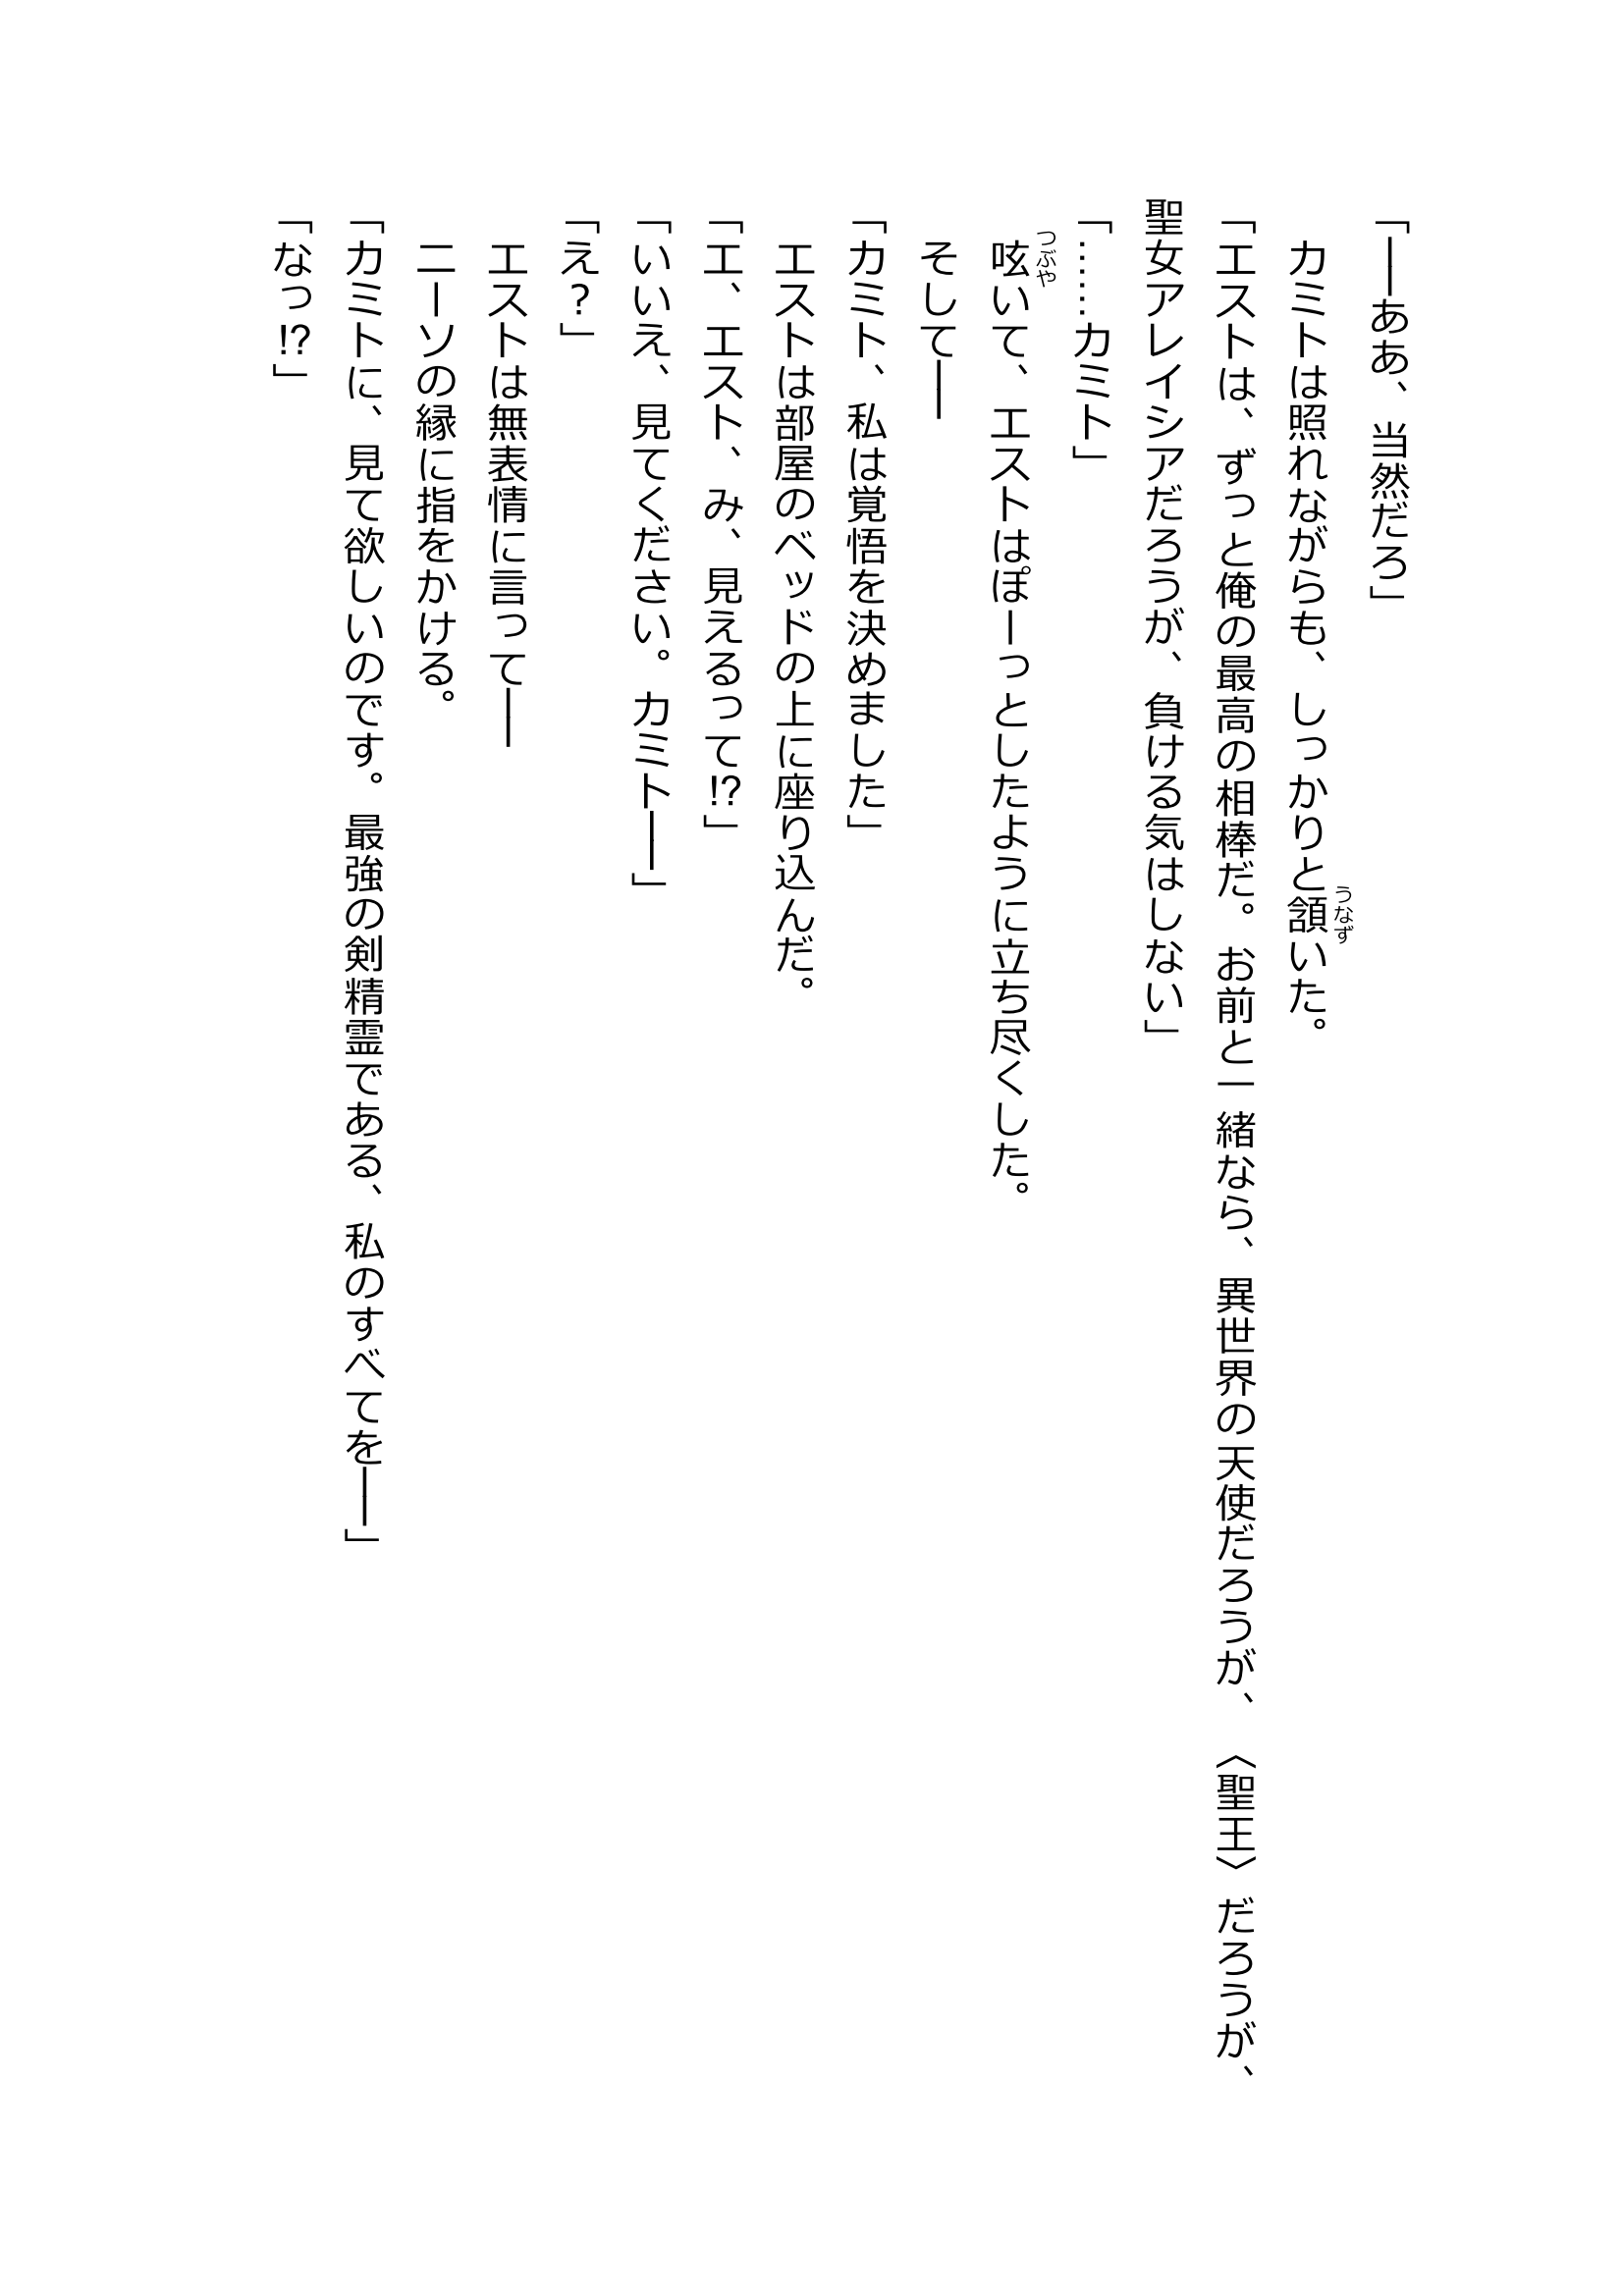 「――ああ、当然だろ」
　カミトは照れながらも、しっかりと頷いた。
「エストは、ずっと俺の最高の相棒だ。お前と一緒なら、異世界の天使だろうが、〈聖王〉だろうが、
聖女アレイシアだろうが、負ける気はしない」
「……カミト」
　呟いて、エストはぽーっとしたように立ち尽くした。
　そして――
「カミト、私は覚悟を決めました」
　エストは部屋のベッドの上に座り込んだ。
「エ、エスト、み、見えるって⁉」
「いいえ、見てください。カミト――」
「え？」
　エストは無表情に言って――
　ニーソの縁に指をかける。
「カミトに、見て欲しいのです。最強の剣精霊である、私のすべてを――」
「なっ⁉」